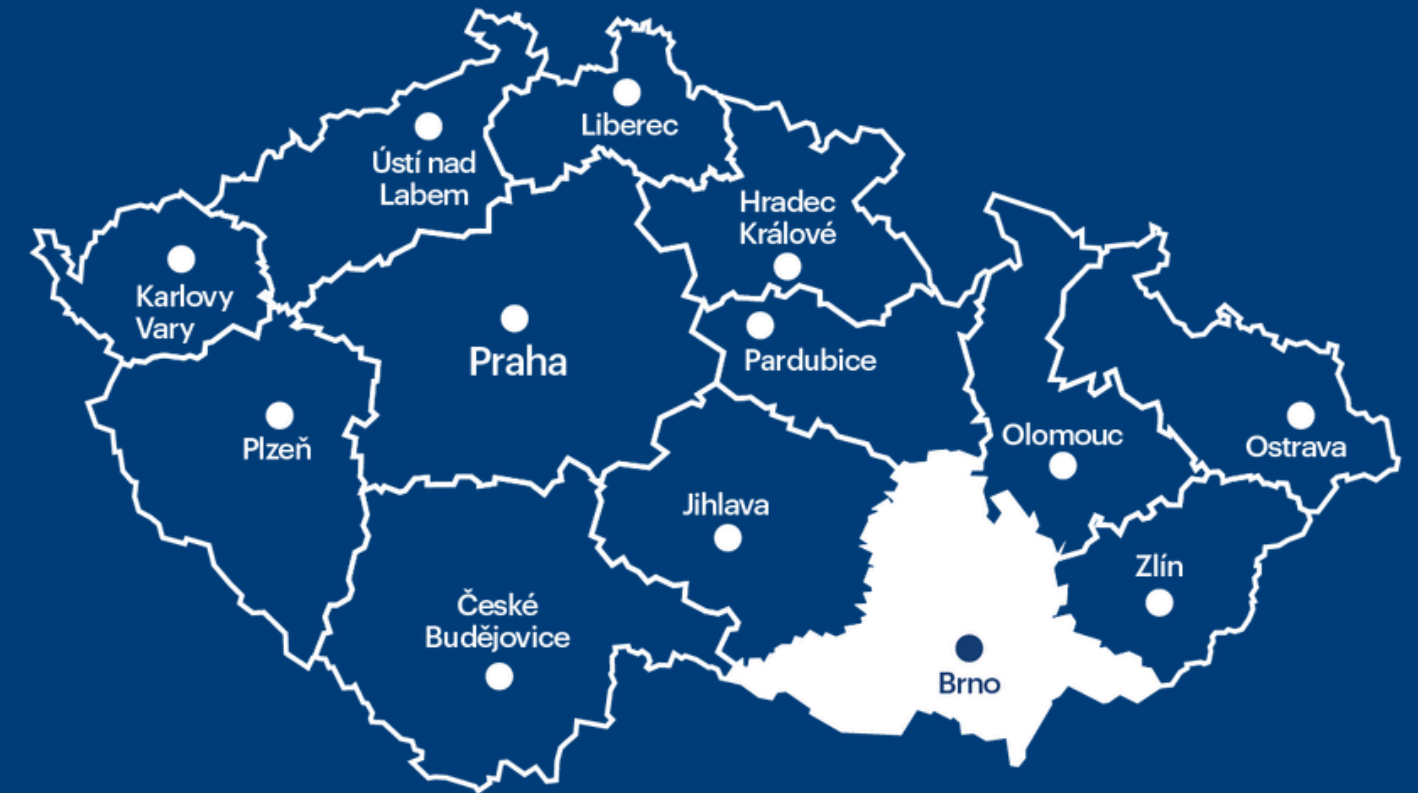 Liberec
Ústí nad
Labem
Hradec
Králové
Karlovy
Vary
Praha
Pardubice
Plzeň
Olomouc
Ostrava
Jihlava
Zlín
České
Budějovice
Brno